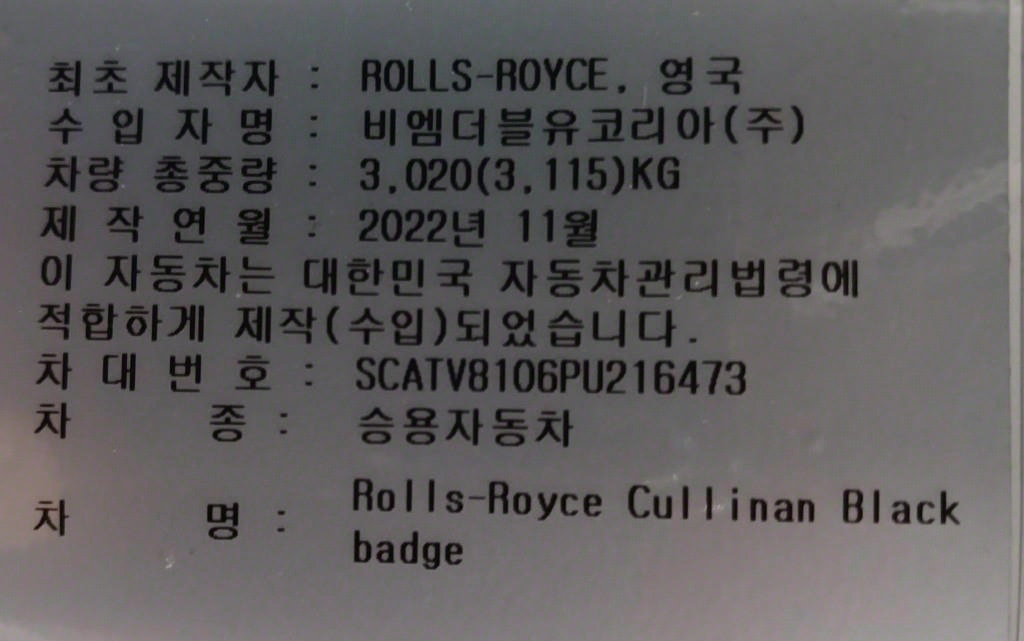 최초 제작자 : ROLLS-ROYCE, 영국
수 입 자 명 : 비엠더블유코리아(주)
차량 총중량 : 3,020(3,115)KG
제 작 연 월 : 2022년 11월
이 자동차는 대한민국 자동차관리법령에
적합하게 제작(수입)되었습니다.
차 대 번 호 : SCATV8106PU216473
차 종 : 승용자동차
차 명 : Rolls-Royce Cullinan Black
badge